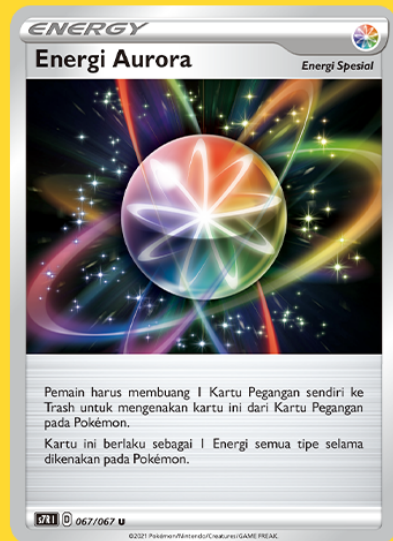 ENERGY
Energi Aurora
Energi Spesial
Pemain harus membuang 1 Kartu Pegangan sendiri ke
Trash untuk mengenakan kartu ini dari Kartu Pegangan
pada Pokémon.
Kartu ini berlaku sebagai 1 Energi semua tipe selama
dikenakan pada Pokémon.
s7R I D 067/067 U
©2021 Pokémon/Nintendo/Creatures/GAME FREAK.